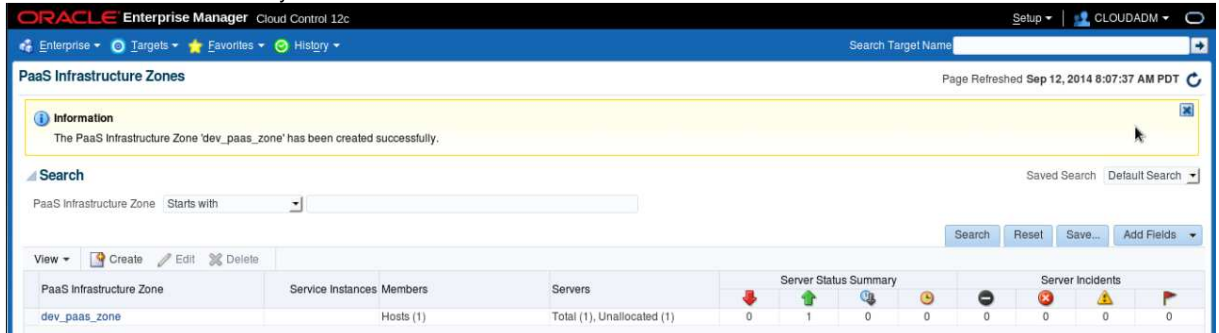 ORACLE Enterprise Manager Cloud Control 12c Setup CLOUDADM
Enterprise Targets Favorites History Search Target Name
PaaS Infrastructure Zones Page Refreshed Sep 12, 2014 8:07:37 AM PDT
Information
The PaaS Infrastructure Zone 'dev_paas_zone' has been created successfully.
Search Saved Search Default Search
PaaS Infrastructure Zone Starts with
Search Reset Save... Add Fields
View Create Edit Delete
PaaS Infrastructure Zone Service Instances Members Servers Server Status Summary Server Incidents
dev_paas_zone Hosts (1) Total (1), Unallocated (1) 0 1 0 0 0 0 0 0